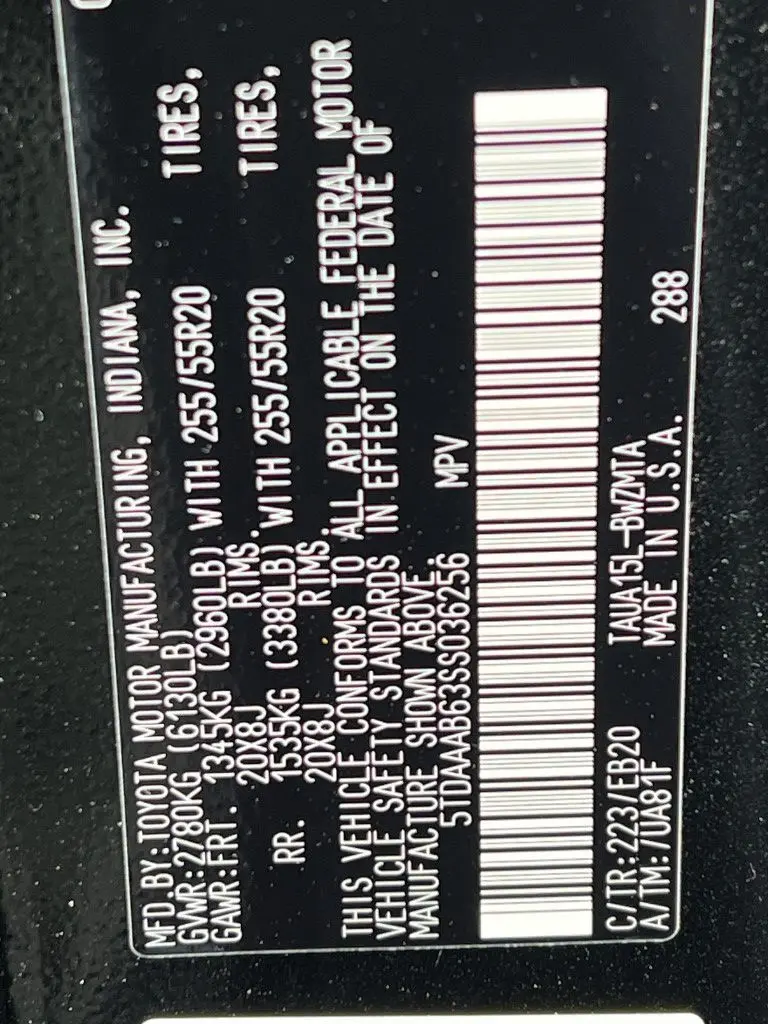 MFD.BY:TOYOTA MOTOR MANUFACTURING, INDIANA, INC.
GVWR:2780KG (6130LB)
GAWR:FRT. 1345KG (2960LB) WITH 255/55R20 TIRES,
20X8J RIMS.
RR. 1535KG (3380LB) WITH 255/55R20 TIRES,
20X8J RIMS.
THIS VEHICLE CONFORMS TO ALL APPLICABLE FEDERAL MOTOR
VEHICLE SAFETY STANDARDS IN EFFECT ON THE DATE OF
MANUFACTURE SHOWN ABOVE.
5TDAAAB63SS036256 MPV
C/TR:223/EB20 TAUA15L-BWZMTA 288
A/TM:/UA81F MADE IN U.S.A.